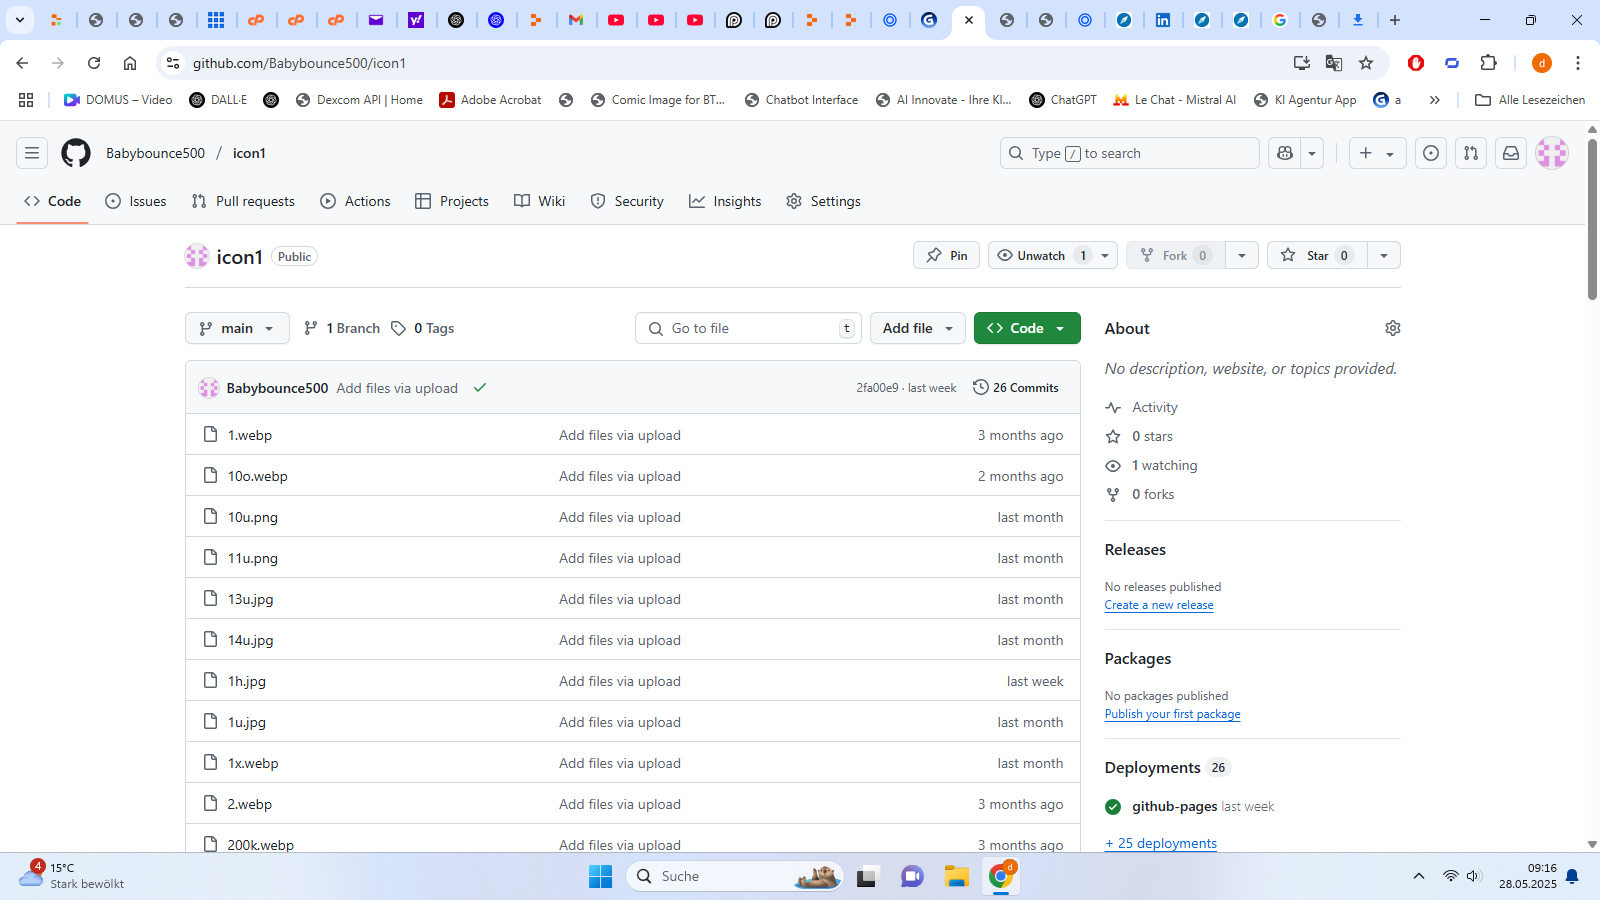 github.com/Babybounce500/icon1
DOMUS – Video
DALL·E
Dexcom API | Home
Adobe Acrobat
Comic Image for BT...
Chatbot Interface
AI Innovate - Ihre KI...
ChatGPT
Le Chat - Mistral AI
KI Agentur App
a
Alle Lesezeichen
Babybounce500 / icon1
Type / to search
Code
Issues
Pull requests
Actions
Projects
Wiki
Security
Insights
Settings
icon1 Public
Pin
Unwatch 1
Fork 0
Star 0
main
1 Branch
0 Tags
Go to file t
Add file
Code
Babybounce500 Add files via upload 2fa00e9 · last week 26 Commits
1.webp Add files via upload 3 months ago
10o.webp Add files via upload 2 months ago
10u.png Add files via upload last month
11u.png Add files via upload last month
13u.jpg Add files via upload last month
14u.jpg Add files via upload last month
1h.jpg Add files via upload last week
1u.jpg Add files via upload last month
1x.webp Add files via upload last month
2.webp Add files via upload 3 months ago
200k.webp Add files via upload 3 months ago
About
No description, website, or topics provided.
Activity
0 stars
1 watching
0 forks
Releases
No releases published
Create a new release
Packages
No packages published
Publish your first package
Deployments 26
github-pages last week
+ 25 deployments
4
15°C
Stark bewölkt
Suche
d
09:16
28.05.2025